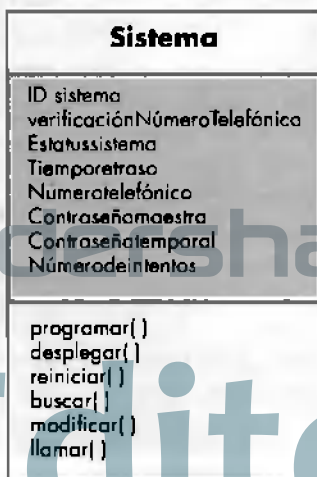 Sistema
ID sistema
verificaciónNúmeroTelefónico
Estatussistema
Tiemporetraso
Numerotelefónico
Contraseñamaestra
Contraseñatemporal
Númerodeintentos
programar()
desplegar()
reiniciar()
buscar()
modificar()
llamar()